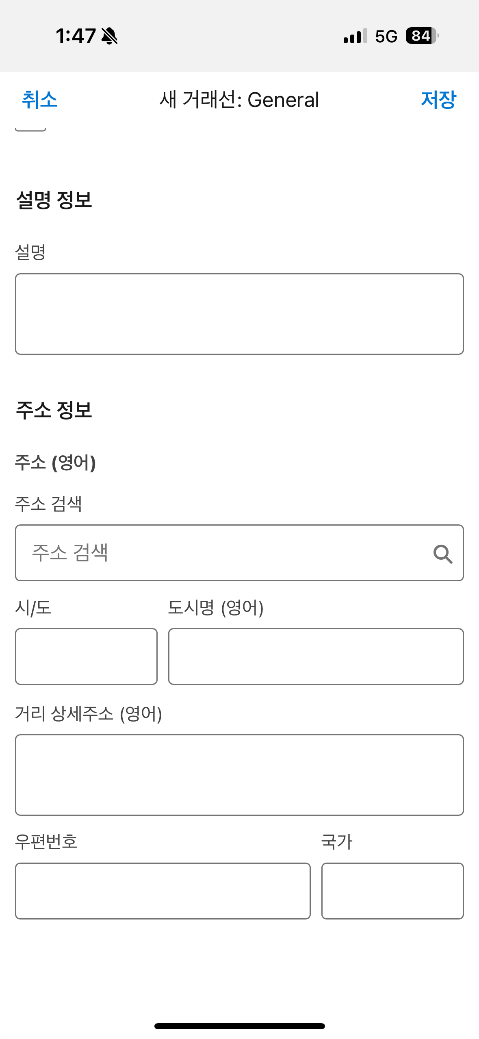 1:47
5G
84
취소
새 거래선: General
저장
설명 정보
설명
주소 정보
주소 (영어)
주소 검색
주소 검색
시/도
도시명 (영어)
거리 상세주소 (영어)
우편번호
국가